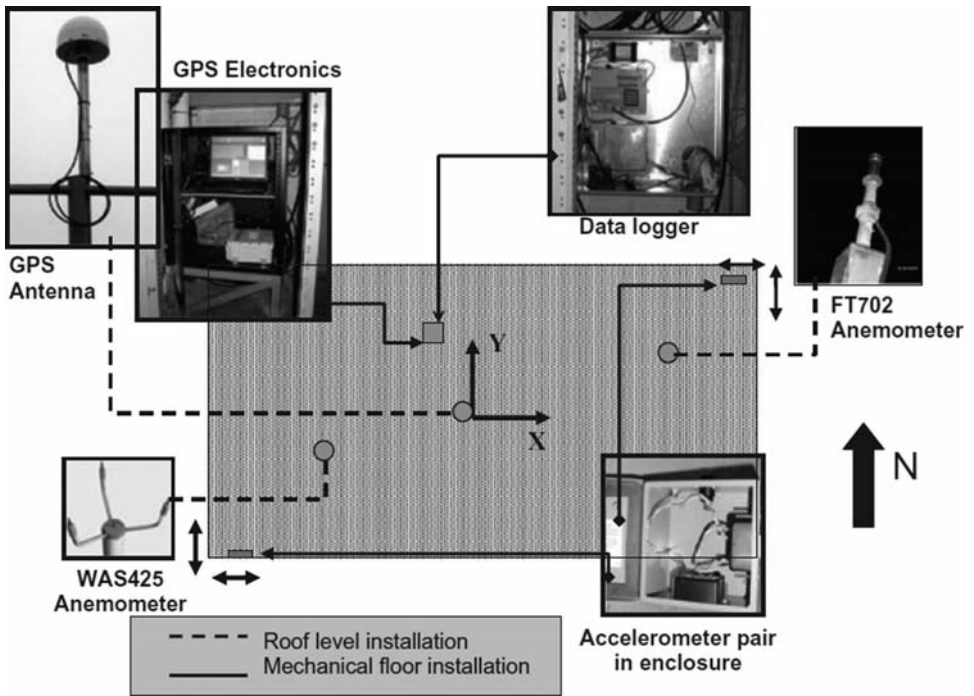 GPS Electronics
Data logger
GPS
Antenna
FT702
Anemometer
Y
X
N
WAS425
Anemometer
Accelerometer pair
in enclosure
Roof level installation
Mechanical floor installation